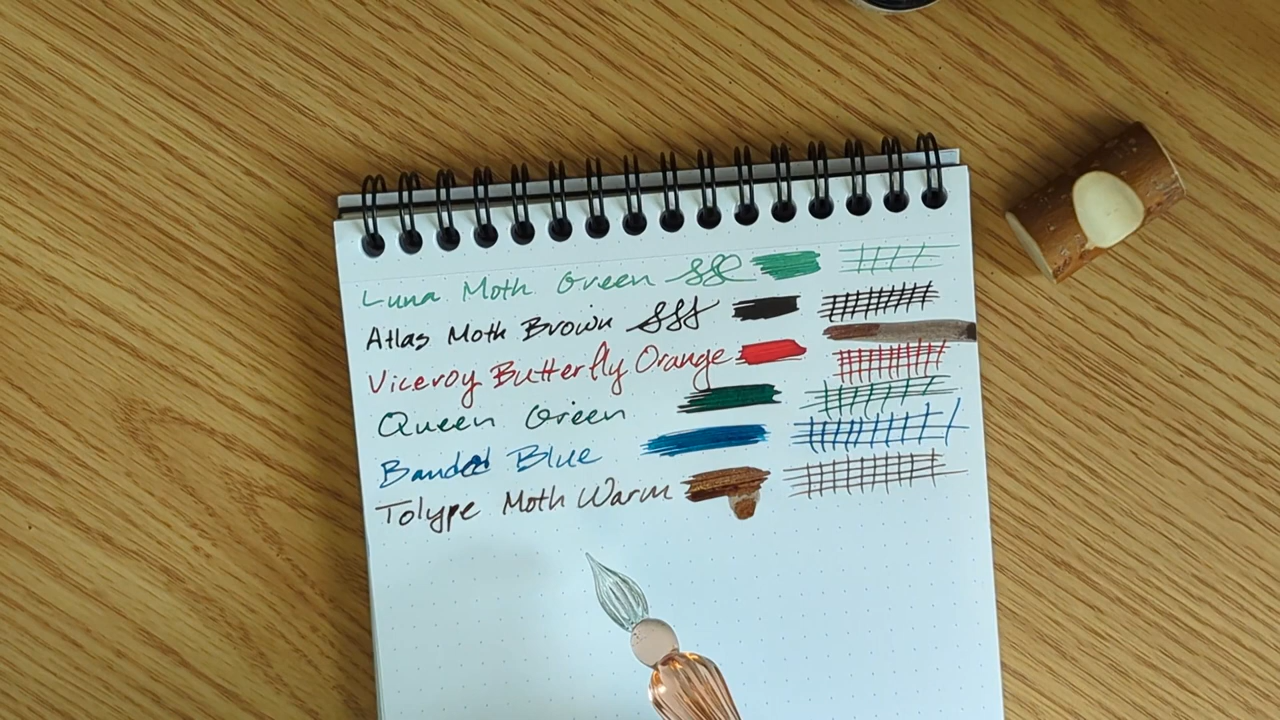 Luna Moth Green
Atlas Moth Brown
Viceroy Butterfly Orange
Queen Green
Banded Blue
Tolype Moth Warm